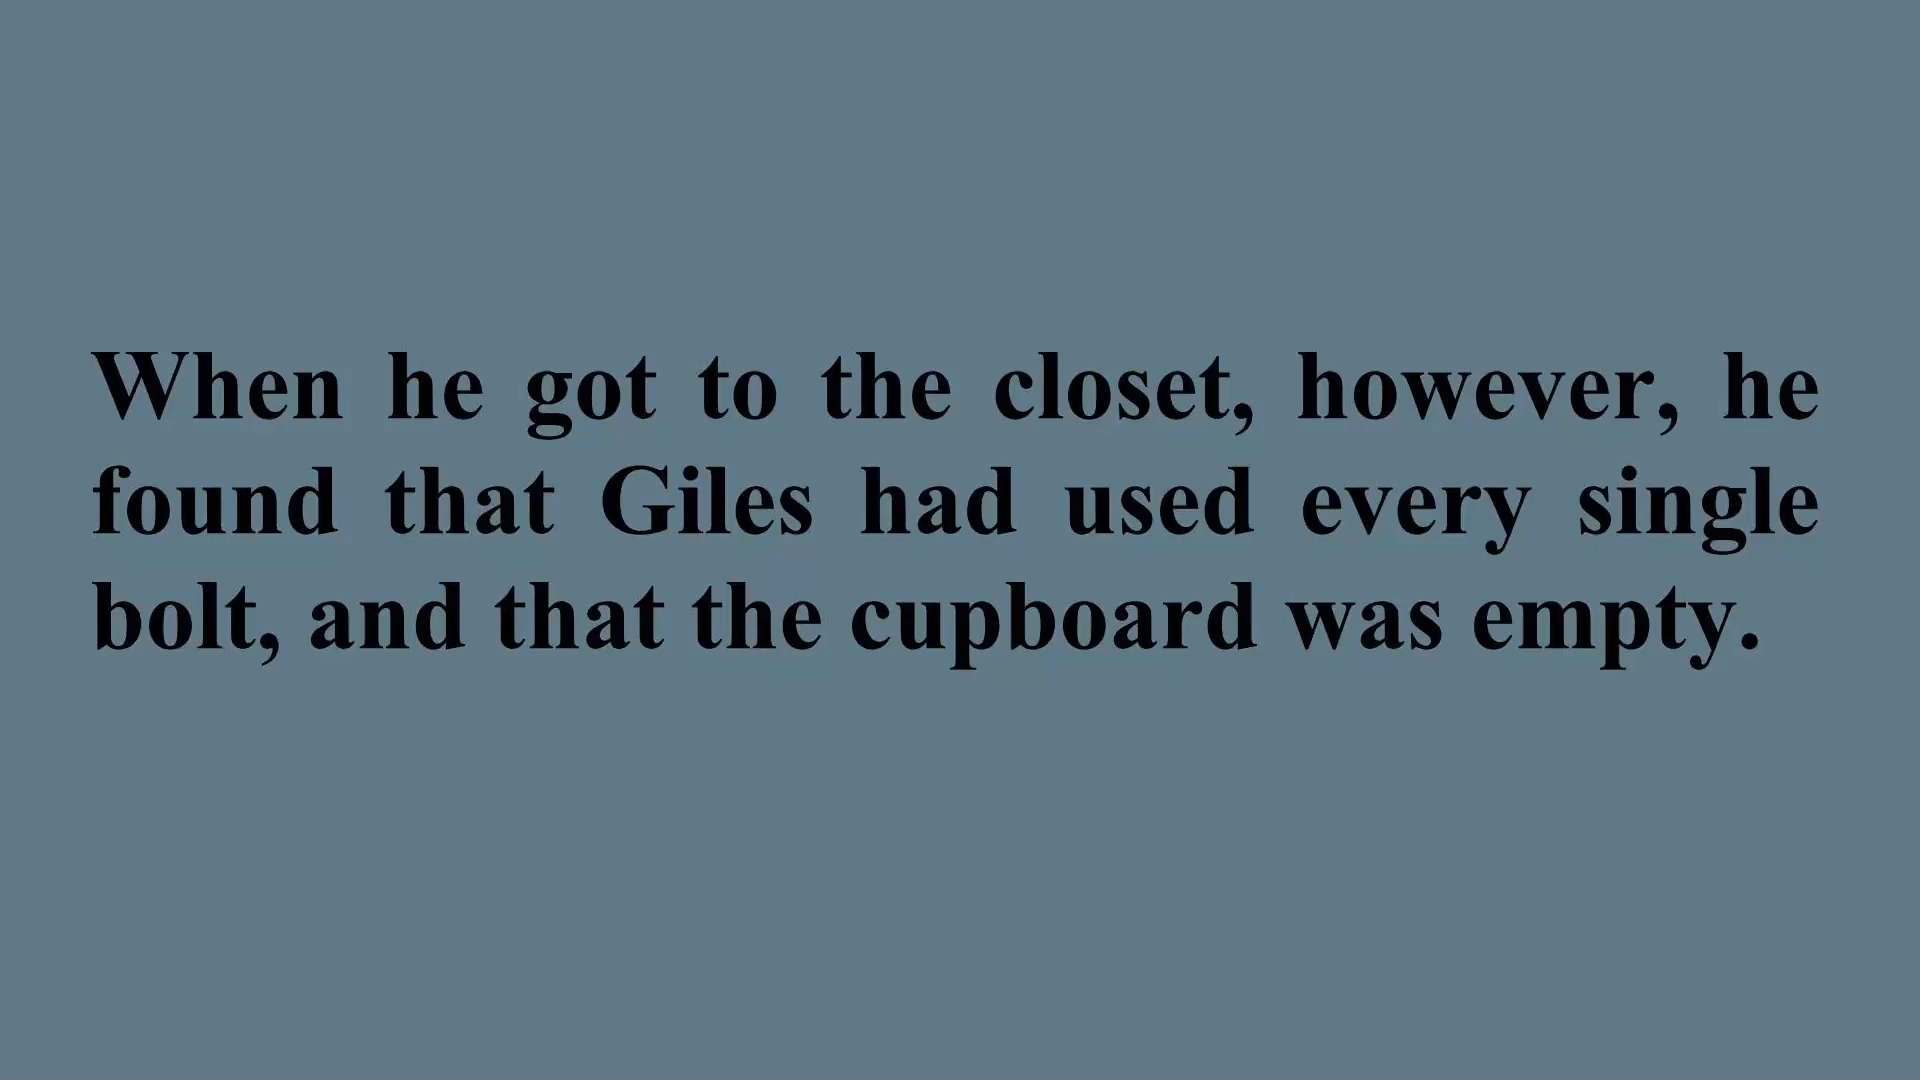 When he got to the closet, however, he
found that Giles had used every single
bolt, and that the cupboard was empty.